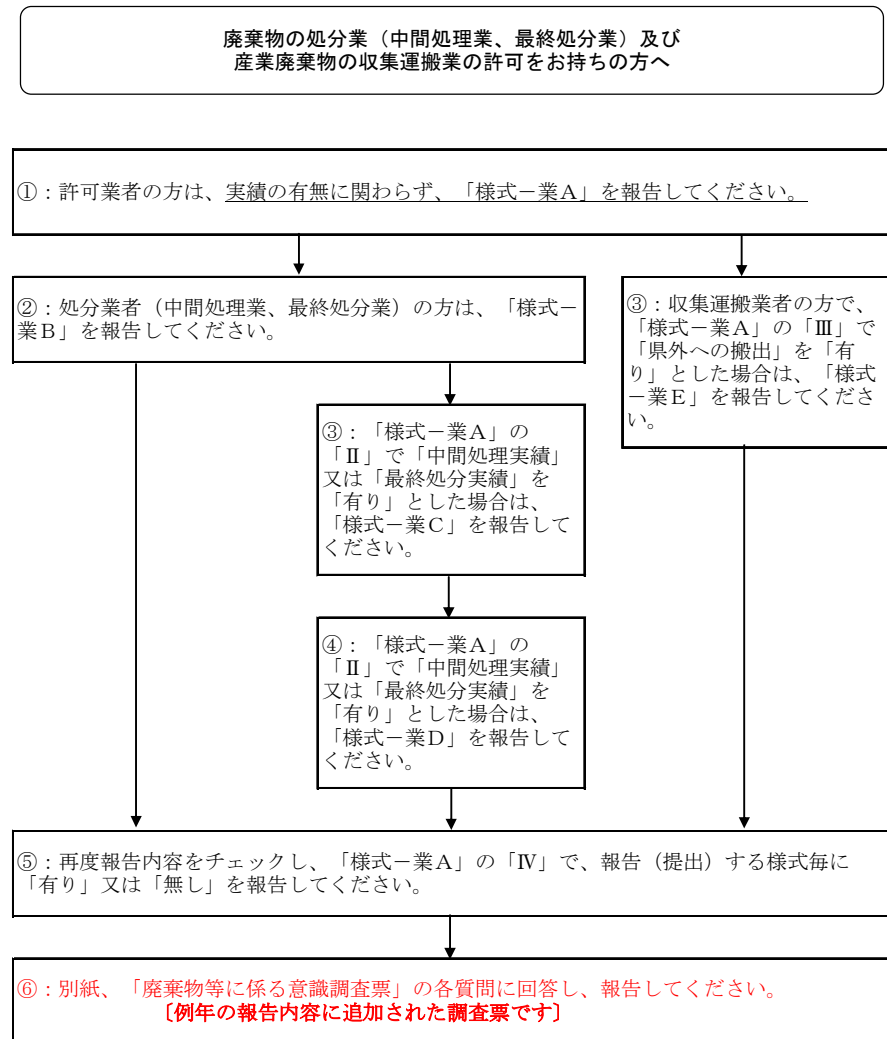 廃棄物の処分業（中間処理業、最終処分業）及び
産業廃棄物の収集運搬業の許可をお持ちの方へ
①：許可業者の方は、実績の有無に関わらず、「様式－業Ａ」を報告してください。
②：処分業者（中間処理業、最終処分業）の方は、「様式－
業Ｂ」を報告してください。
③：収集運搬業者の方で、
「様式－業Ａ」の「Ⅲ」で
「県外への搬出」を「有
り」とした場合は、「様式
－業Ｅ」を報告してくださ
い。
③：「様式－業Ａ」の
「Ⅱ」で「中間処理実績」
又は「最終処分実績」を
「有り」とした場合は、
「様式－業Ｃ」を報告して
ください。
④：「様式－業Ａ」の
「Ⅱ」で「中間処理実績」
又は「最終処分実績」を
「有り」とした場合は、
「様式－業Ｄ」を報告して
ください。
⑤：再度報告内容をチェックし、「様式－業Ａ」の「Ⅳ」で、報告（提出）する様式毎に
「有り」又は「無し」を報告してください。
⑥：別紙、「廃棄物等に係る意識調査票」の各質問に回答し、報告してください。
〔例年の報告内容に追加された調査票です〕